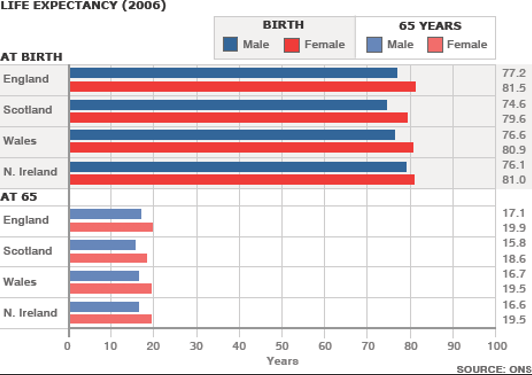 LIFE EXPECTANCY (2006)
BIRTH 65 YEARS
Male Female Male Female
AT BIRTH
England 77.2
81.5
Scotland 74.6
79.6
Wales 76.6
80.9
N. Ireland 76.1
81.0
AT 65
England 17.1
19.9
Scotland 15.8
18.6
Wales 16.7
19.5
N. Ireland 16.6
19.5
0 10 20 30 40 50 60 70 80 90 100
Years
SOURCE: ONS